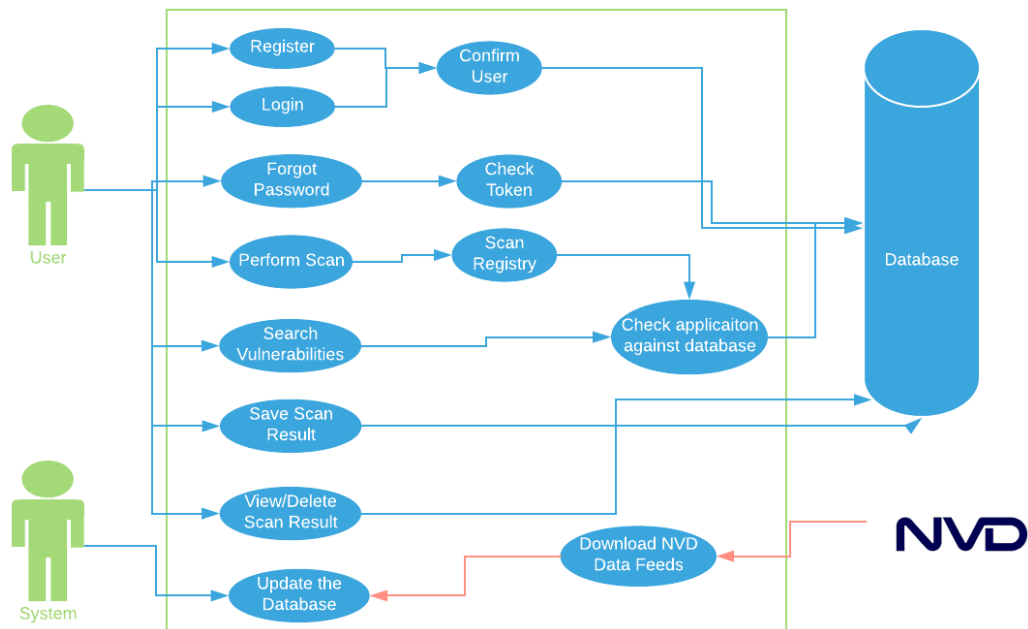 Register
Confirm
User
Login
Forgot
Password
Check
Token
User
Perform Scan
Scan
Registry
Database
Search
Vulnerabilities
Check applicaiton
against database
Save Scan
Result
View/Delete
Scan Result
Download NVD
Data Feeds
NVD
System
Update the
Database